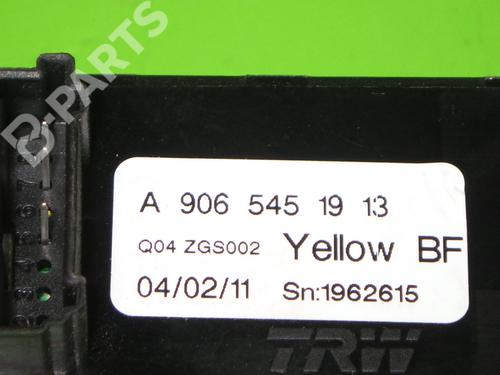 B-PARTS
A 906 545 19 13
Q04 ZGS002 Yellow BF
04/02/11 Sn:1962615
TRW